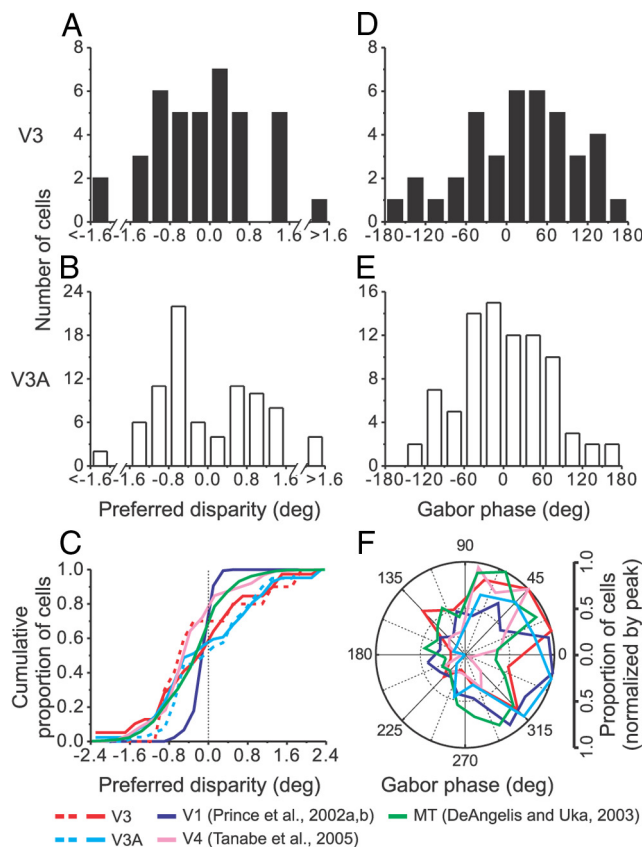 A
D
8
6
4
2
0
<-1.6 -1.6 -0.8 0.0 0.8 1.6 >1.6
8
6
4
2
0
-180 -120 -60 0 60 120 180
V3
Number of cells
B
E
24
18
12
6
0
<-1.6 -1.6 -0.8 0.0 0.8 1.6 >1.6
Preferred disparity (deg)
16
12
8
4
0
-180 -120 -60 0 60 120 180
Gabor phase (deg)
V3A
C
1.0
0.8
0.6
0.4
0.2
0.0
-2.4 -1.6 -0.8 0.0 0.8 1.6 2.4
Cumulative
proportion of cells
Preferred disparity (deg)
F
90
135
45
180
225
315
270
Gabor phase (deg)
1.0
0.5
0.0
0.5
1.0
Proportion of cells
(normalized by peak)
V3
V1 (Prince et al., 2002a,b)
MT (DeAngelis and Uka, 2003)
V3A
V4 (Tanabe et al., 2005)